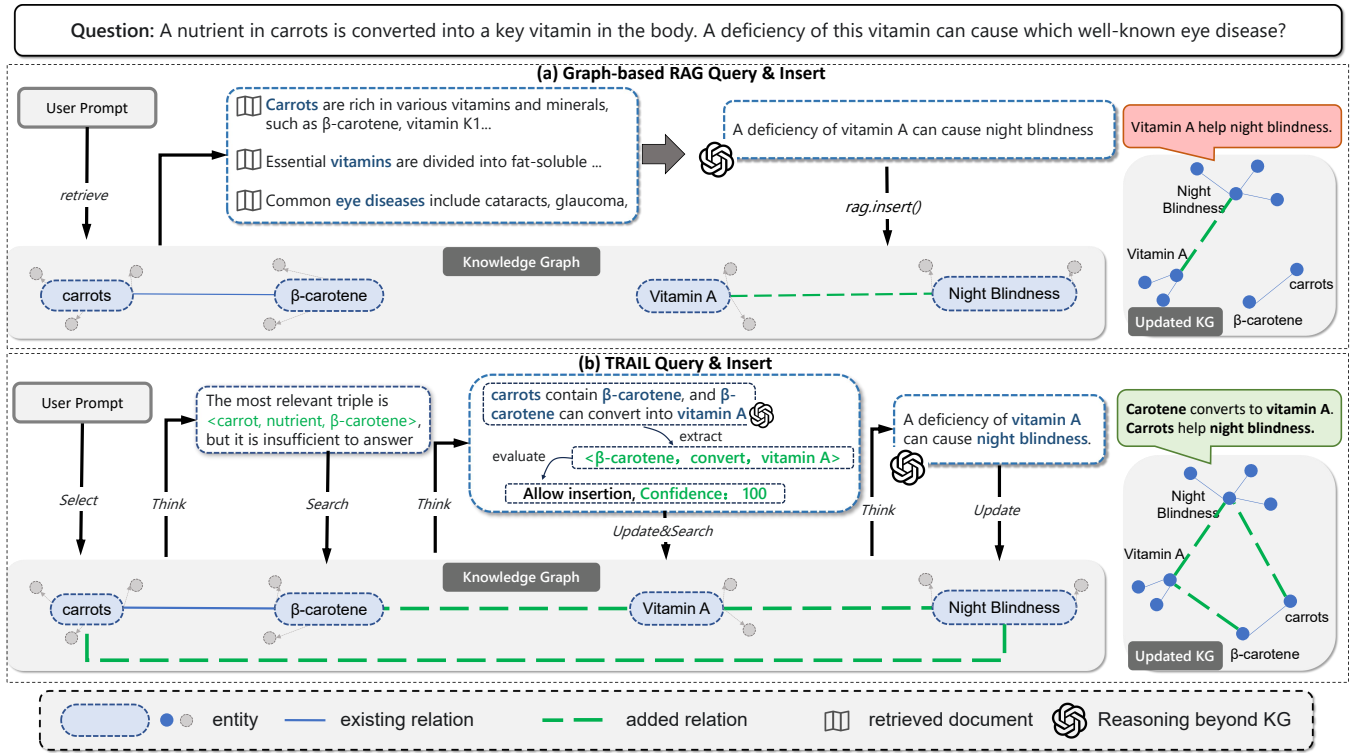 Question: A nutrient in carrots is converted into a key vitamin in the body. A deficiency of this vitamin can cause which well-known eye disease?
(a) Graph-based RAG Query & Insert
User Prompt
retrieve
Carrots are rich in various vitamins and minerals,
such as β-carotene, vitamin K1...
Essential vitamins are divided into fat-soluble ...
Common eye diseases include cataracts, glaucoma,
A deficiency of vitamin A can cause night blindness
rag.insert()
Vitamin A help night blindness.
Knowledge Graph
carrots
β-carotene
Vitamin A
Night Blindness
Night
Blindness
Vitamin A
carrots
β-carotene
Updated KG
(b) TRAIL Query & Insert
User Prompt
Select
Think
The most relevant triple is
<carrot, nutrient, β-carotene>,
but it is insufficient to answer
Search
Think
carrots contain β-carotene, and β-
carotene can convert into vitamin A
extract
evaluate
<β-carotene, convert, vitamin A>
Allow insertion, Confidence: 100
Update&Search
Think
A deficiency of vitamin A
can cause night blindness.
Update
Carotene converts to vitamin A.
Carrots help night blindness.
Knowledge Graph
carrots
β-carotene
Vitamin A
Night Blindness
Night
Blindness
Vitamin A
carrots
β-carotene
Updated KG
entity
existing relation
added relation
retrieved document
Reasoning beyond KG